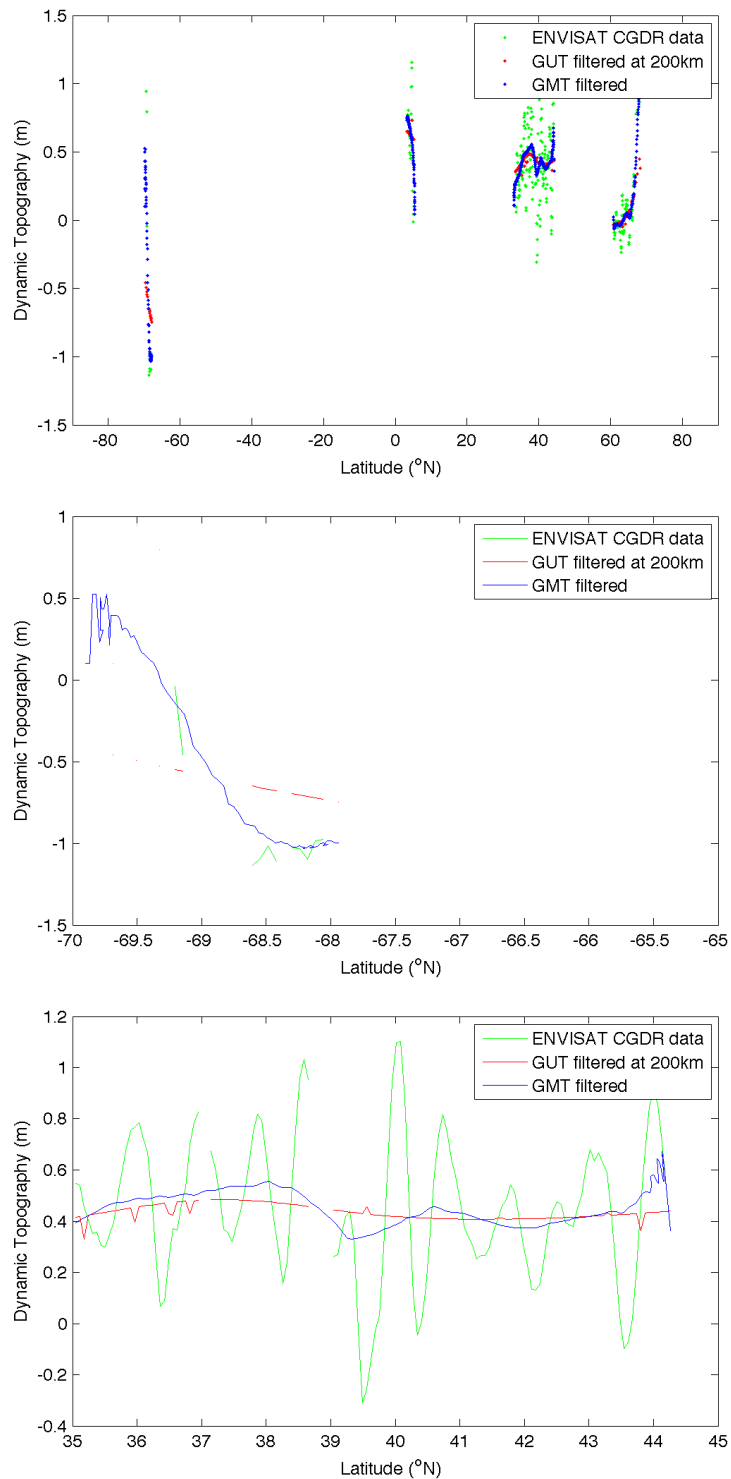 1.5
ENVISAT CGDR data
GUT filtered at 200km
GMT filtered
1
0.5
0
-0.5
-1
-1.5
Dynamic Topography (m)
-80 -60 -40 -20 0 20 40 60 80
Latitude (°N)
1
ENVISAT CGDR data
GUT filtered at 200km
GMT filtered
0.5
0
-0.5
-1
-1.5
Dynamic Topography (m)
-70 -69.5 -69 -68.5 -68 -67.5 -67 -66.5 -66 -65.5 -65
Latitude (°N)
1.2
ENVISAT CGDR data
GUT filtered at 200km
GMT filtered
1
0.8
0.6
0.4
0.2
0
-0.2
-0.4
Dynamic Topography (m)
35 36 37 38 39 40 41 42 43 44 45
Latitude (°N)